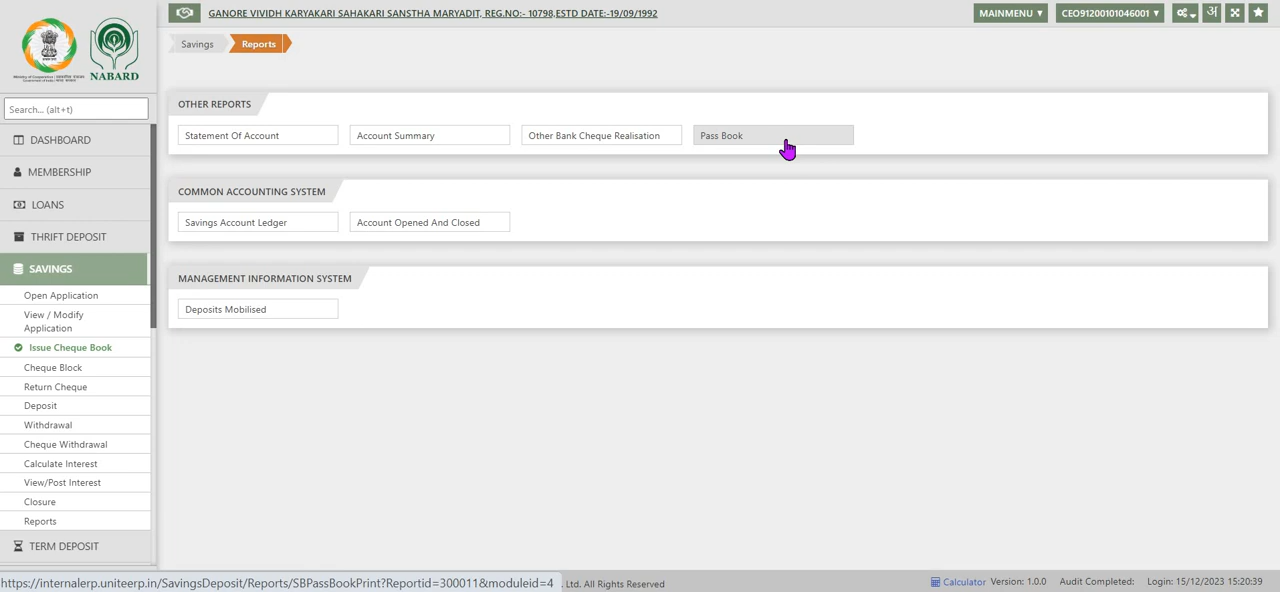 GANORE VIVIDH KARYAKARI SAHAKARI SANSTHA MARYADIT, REG.NO:- 10798,ESTD DATE:-19/09/1992
MAINMENU ▾
CEO91200101046001 ▾
अ
NABARD
Savings
Reports
Search... (alt+t)
DASHBOARD
MEMBERSHIP
LOANS
THRIFT DEPOSIT
SAVINGS
Open Application
View / Modify
Application
Issue Cheque Book
Cheque Block
Return Cheque
Deposit
Withdrawal
Cheque Withdrawal
Calculate Interest
View/Post Interest
Closure
Reports
TERM DEPOSIT
OTHER REPORTS
Statement Of Account
Account Summary
Other Bank Cheque Realisation
Pass Book
COMMON ACCOUNTING SYSTEM
Savings Account Ledger
Account Opened And Closed
MANAGEMENT INFORMATION SYSTEM
Deposits Mobilised
https://internalerp.uniteerp.in/SavingsDeposit/Reports/SBPassBookPrint?Reportid=300011&moduleid=4
. Ltd. All Rights Reserved
Calculator
Version: 1.0.0
Audit Completed:
Login: 15/12/2023 15:20:39